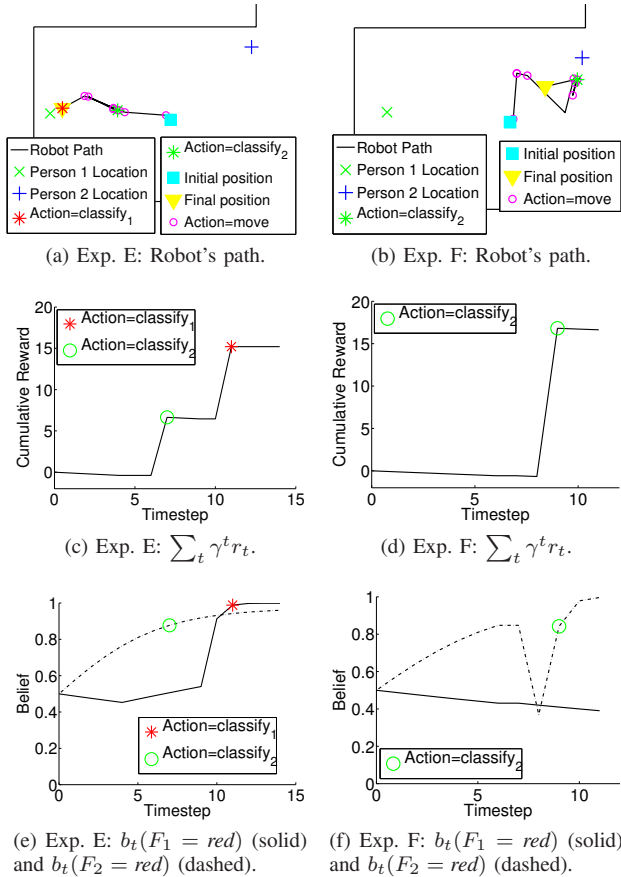 Robot Path
Person 1 Location
Person 2 Location
Action=classify₁
Action=classify₂
Initial position
Final position
Action=move
(a) Exp. E: Robot's path.
Robot Path
Person 1 Location
Person 2 Location
Action=classify₂
Initial position
Final position
Action=move
(b) Exp. F: Robot's path.
20
15
10
5
0
Cumulative Reward
Action=classify₁
Action=classify₂
0 5 10 15
Timestep
(c) Exp. E: ∑ₜ γᵗrₜ.
20
15
10
5
0
Cumulative Reward
Action=classify₂
0 5 10
Timestep
(d) Exp. F: ∑ₜ γᵗrₜ.
1
0.8
0.6
0.4
0.2
0
Belief
Action=classify₁
Action=classify₂
0 5 10 15
Timestep
(e) Exp. E: bₜ(F₁ = red) (solid)
and bₜ(F₂ = red) (dashed).
1
0.8
0.6
0.4
0.2
0
Belief
Action=classify₂
0 5 10
Timestep
(f) Exp. F: bₜ(F₁ = red) (solid)
and bₜ(F₂ = red) (dashed).